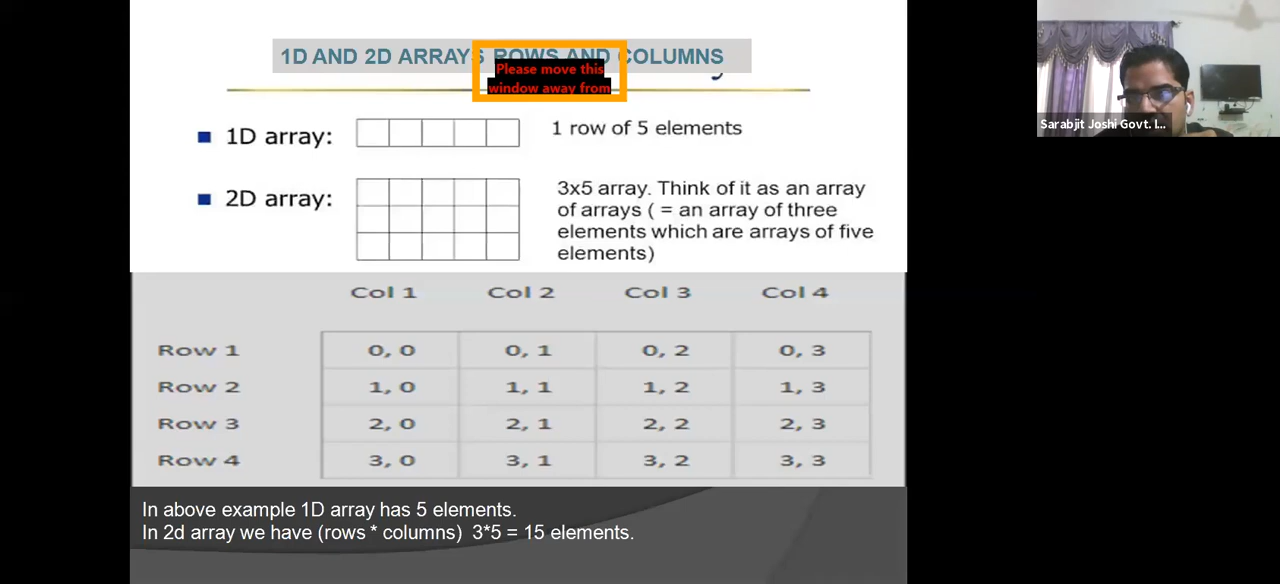 1D AND 2D ARRAYS ROWS AND COLUMNS
Please move this
window away from
1D array:
1 row of 5 elements
2D array:
3x5 array. Think of it as an array
of arrays ( = an array of three
elements which are arrays of five
elements)
Col 1 Col 2 Col 3 Col 4
Row 1 0, 0 0, 1 0, 2 0, 3
Row 2 1, 0 1, 1 1, 2 1, 3
Row 3 2, 0 2, 1 2, 2 2, 3
Row 4 3, 0 3, 1 3, 2 3, 3
In above example 1D array has 5 elements.
In 2d array we have (rows * columns) 3*5 = 15 elements.
Sarabjit Joshi Govt. I...